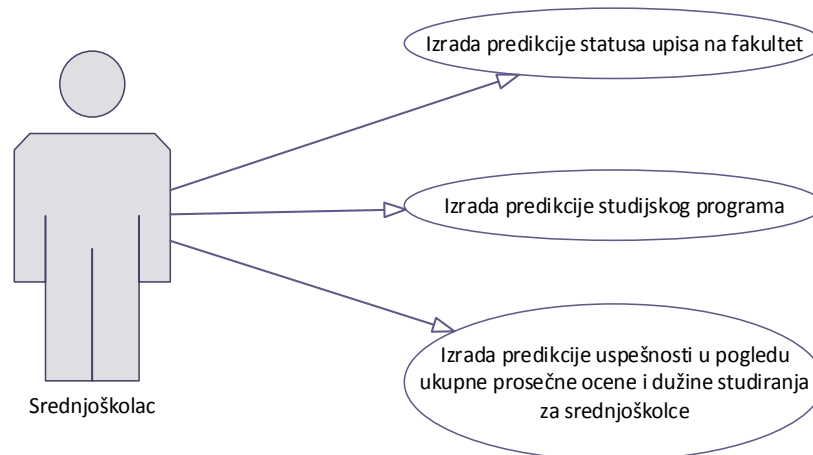 Izrada predikcije statusa upisa na fakultet
Izrada predikcije studijskog programa
Izrada predikcije uspešnosti u pogledu
ukupne prosečne ocene i dužine studiranja
za srednjoškolce
Srednjoškolac